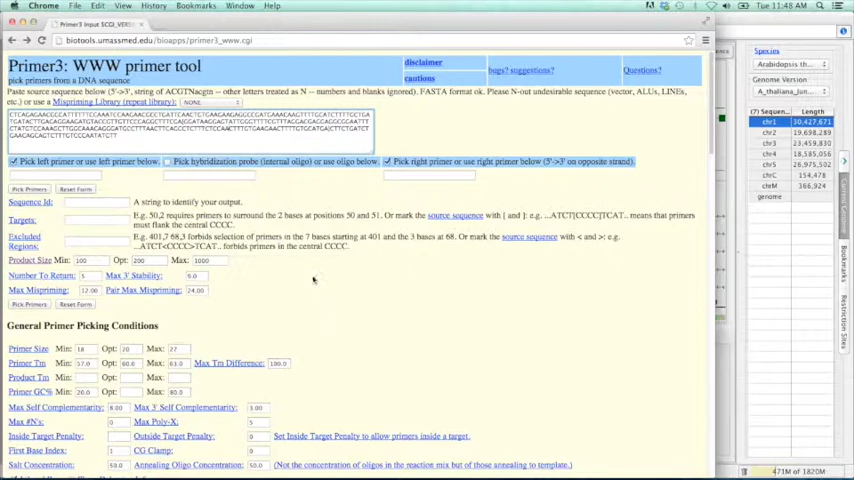 Chrome File Edit View History Bookmarks Window Help
Tue 11:48 AM
Primer3 Input
biotools.umassmed.edu/bioapps/primer3_www.cgi
Primer3: WWW primer tool
pick primers from a DNA sequence
disclaimer
cautions
bugs? suggestions?
Questions?
Paste source sequence below (5'->3', string of ACGTNacgtn -- other letters treated as N -- numbers and blanks ignored). FASTA format ok. Please N-out undesirable sequence (vector, ALUs, LINEs,
etc.) or use a Mispriming Library (repeat library): NONE
Pick left primer or use left primer below. Pick hybridization probe (internal oligo) or use oligo below. Pick right primer or use right primer below (5'->3' on opposite strand).
Pick Primers Reset Form
Sequence Id: A string to identify your output.
Targets: E.g. 50,2 requires primers to surround the 2 bases at positions 50 and 51. Or mark the source sequence with [ and ]: e.g. ...ATCT[CCCC]TCAT.. means that primers
must flank the central CCCC.
Excluded Regions: E.g. 401,7 68,3 forbids selection of primers in the 7 bases starting at 401 and the 3 bases at 68. Or mark the source sequence with < and >: e.g.
...ATCT<CCCC>TCAT.. forbids primers in the central CCCC.
Product Size Min: 100 Opt: 200 Max: 1000
Number To Return: 5 Max 3' Stability: 9.0
Max Mispriming: 12.00 Pair Max Mispriming: 24.00
Pick Primers Reset Form
General Primer Picking Conditions
Primer Size Min: 18 Opt: 20 Max: 27
Primer Tm Min: 57.0 Opt: 60.0 Max: 63.0 Max Tm Difference: 100.0
Product Tm Min: Opt: Max:
Primer GC% Min: 20.0 Max: 80.0
Max Self Complementarity: 8.00 Max 3' Self Complementarity: 3.00
Max #N's: 0 Max Poly-X: 5
Inside Target Penalty: Outside Target Penalty: 0 Set Inside Target Penalty to allow primers inside a target.
First Base Index: 1 CG Clamp: 0
Salt Concentration: 50.0 Annealing Oligo Concentration: 50.0 (Not the concentration of oligos in the reaction mix but of those annealing to template.)
Species
Arabidopsis th
Genome Version
A_thaliana_Jun
(7) Sequen... Length
chr1 30,427,671
chr2 19,698,289
chr3 23,459,830
chr4 18,585,056
chr5 26,975,502
chrC 154,478
chrM 366,924
genome
Current selection of genome
Restriction Sites
471M of 1820M